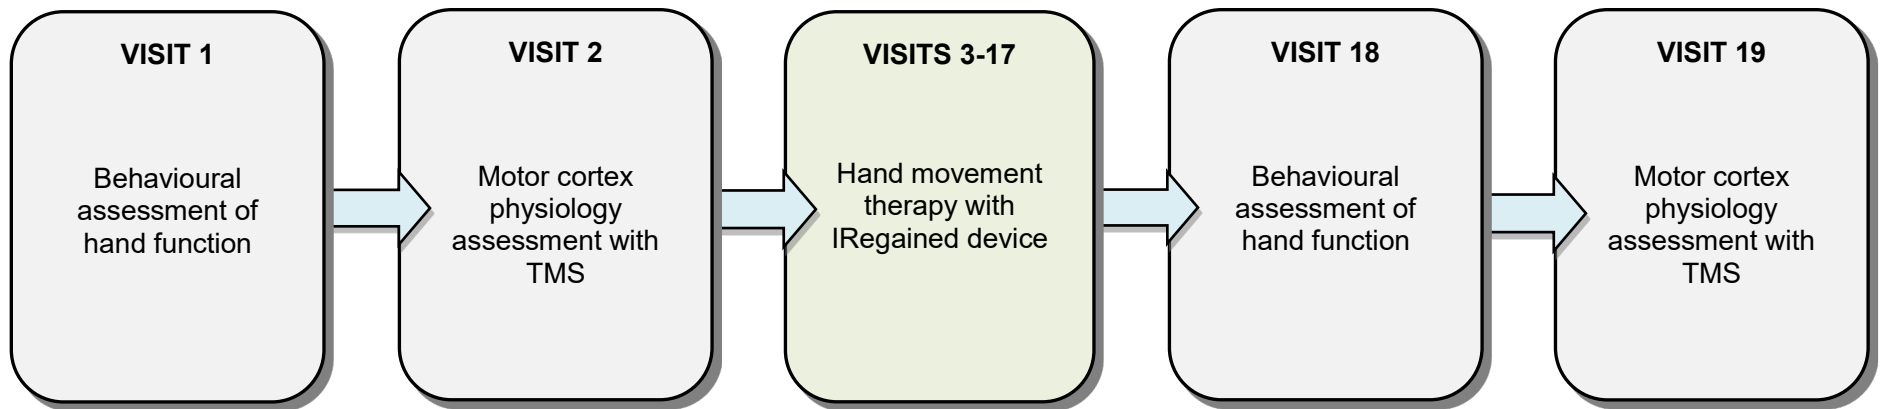 VISIT 1
Behavioural
assessment of
hand function
VISIT 2
Motor cortex
physiology
assessment with
TMS
VISITS 3-17
Hand movement
therapy with
IRegained device
VISIT 18
Behavioural
assessment of
hand function
VISIT 19
Motor cortex
physiology
assessment with
TMS